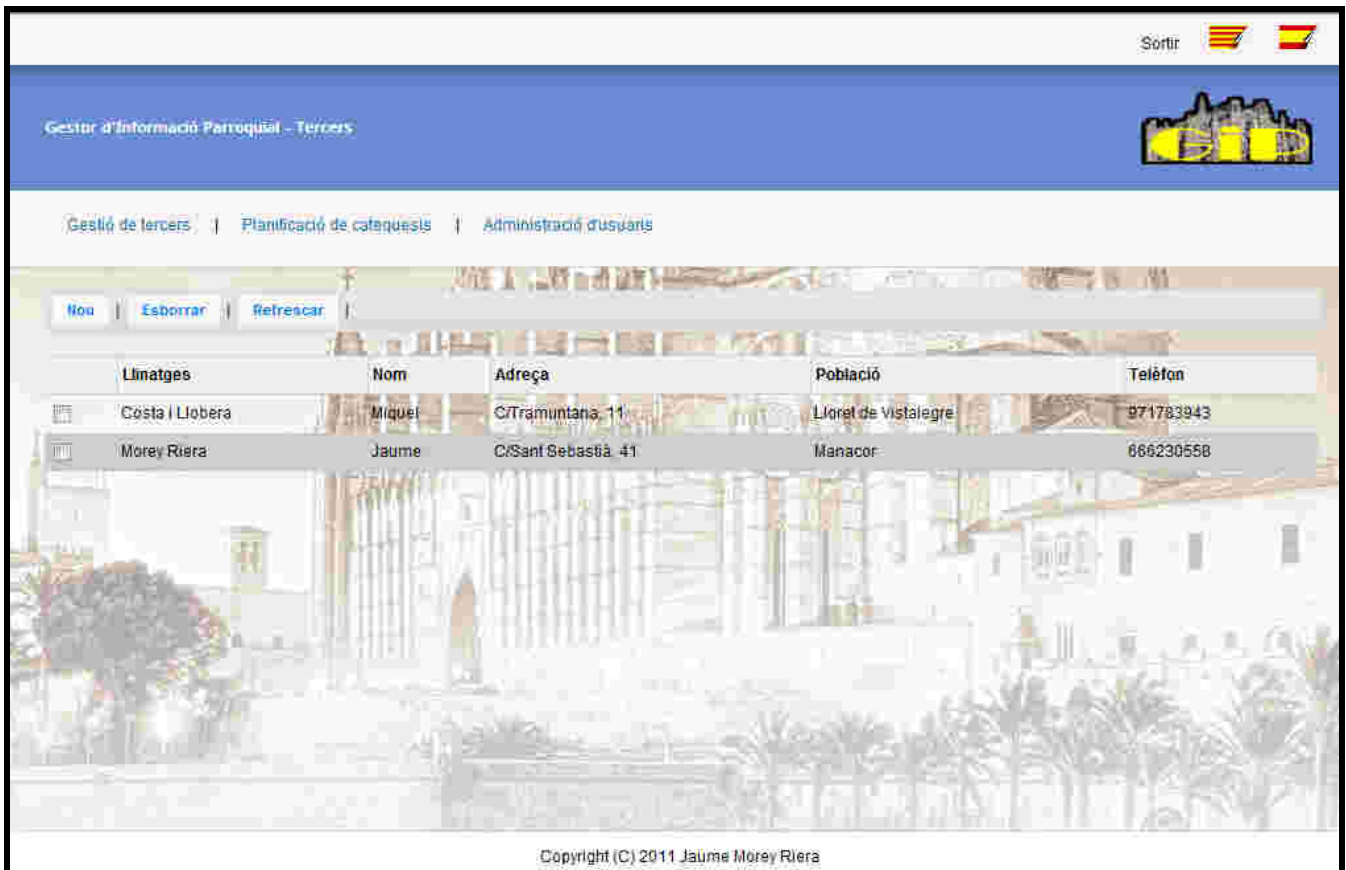 Sortir
Gestor d'Informació Parroquial - Tercers
GiP
Gestió de tercers | Planificació de catequesis | Administració d'usuaris
Nou | Esborrar | Refrescar |
Llinatges Nom Adreça Població Telèfon
Costa i Llobera Miquel C/Tramuntana, 11 Lloret de Vistalegre 971783943
Morey Riera Jaume C/Sant Sebastià, 41 Manacor 666230558
Copyright (C) 2011 Jaume Morey Riera